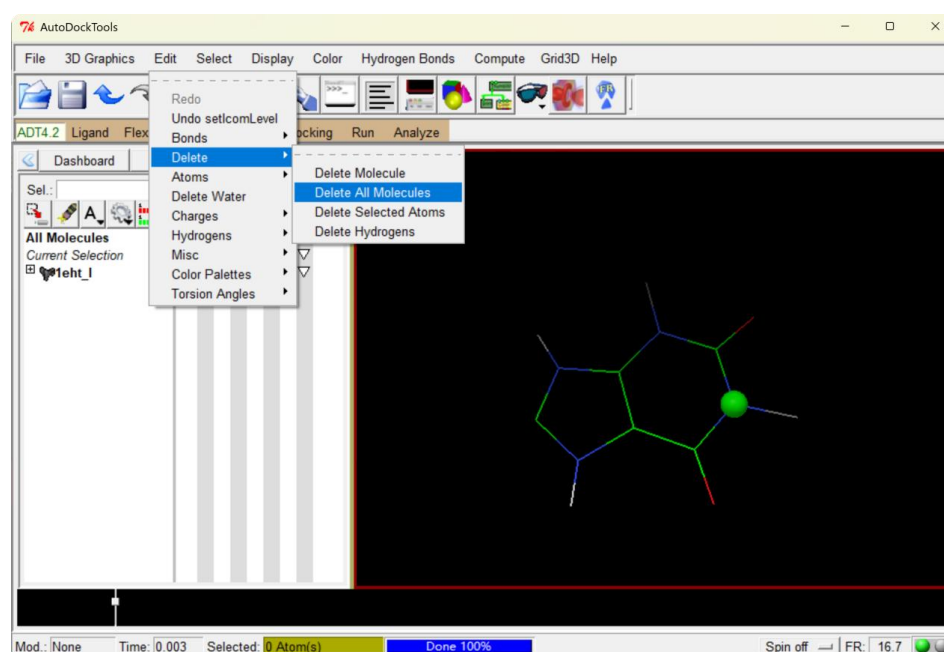 AutoDockTools
File 3D Graphics Edit Select Display Color Hydrogen Bonds Compute Grid3D Help
ADT4.2 Ligand Flex ocking Run Analyze
Dashboard
Sel.:
All Molecules
Current Selection
1eht_l
Redo
Undo setIcomLevel
Bonds
Delete
Atoms
Delete Water
Charges
Hydrogens
Misc
Color Palettes
Torsion Angles
Delete Molecule
Delete All Molecules
Delete Selected Atoms
Delete Hydrogens
Mod.: None Time: 0.003 Selected: 0 Atom(s) Done 100% Spin off FR: 16.7